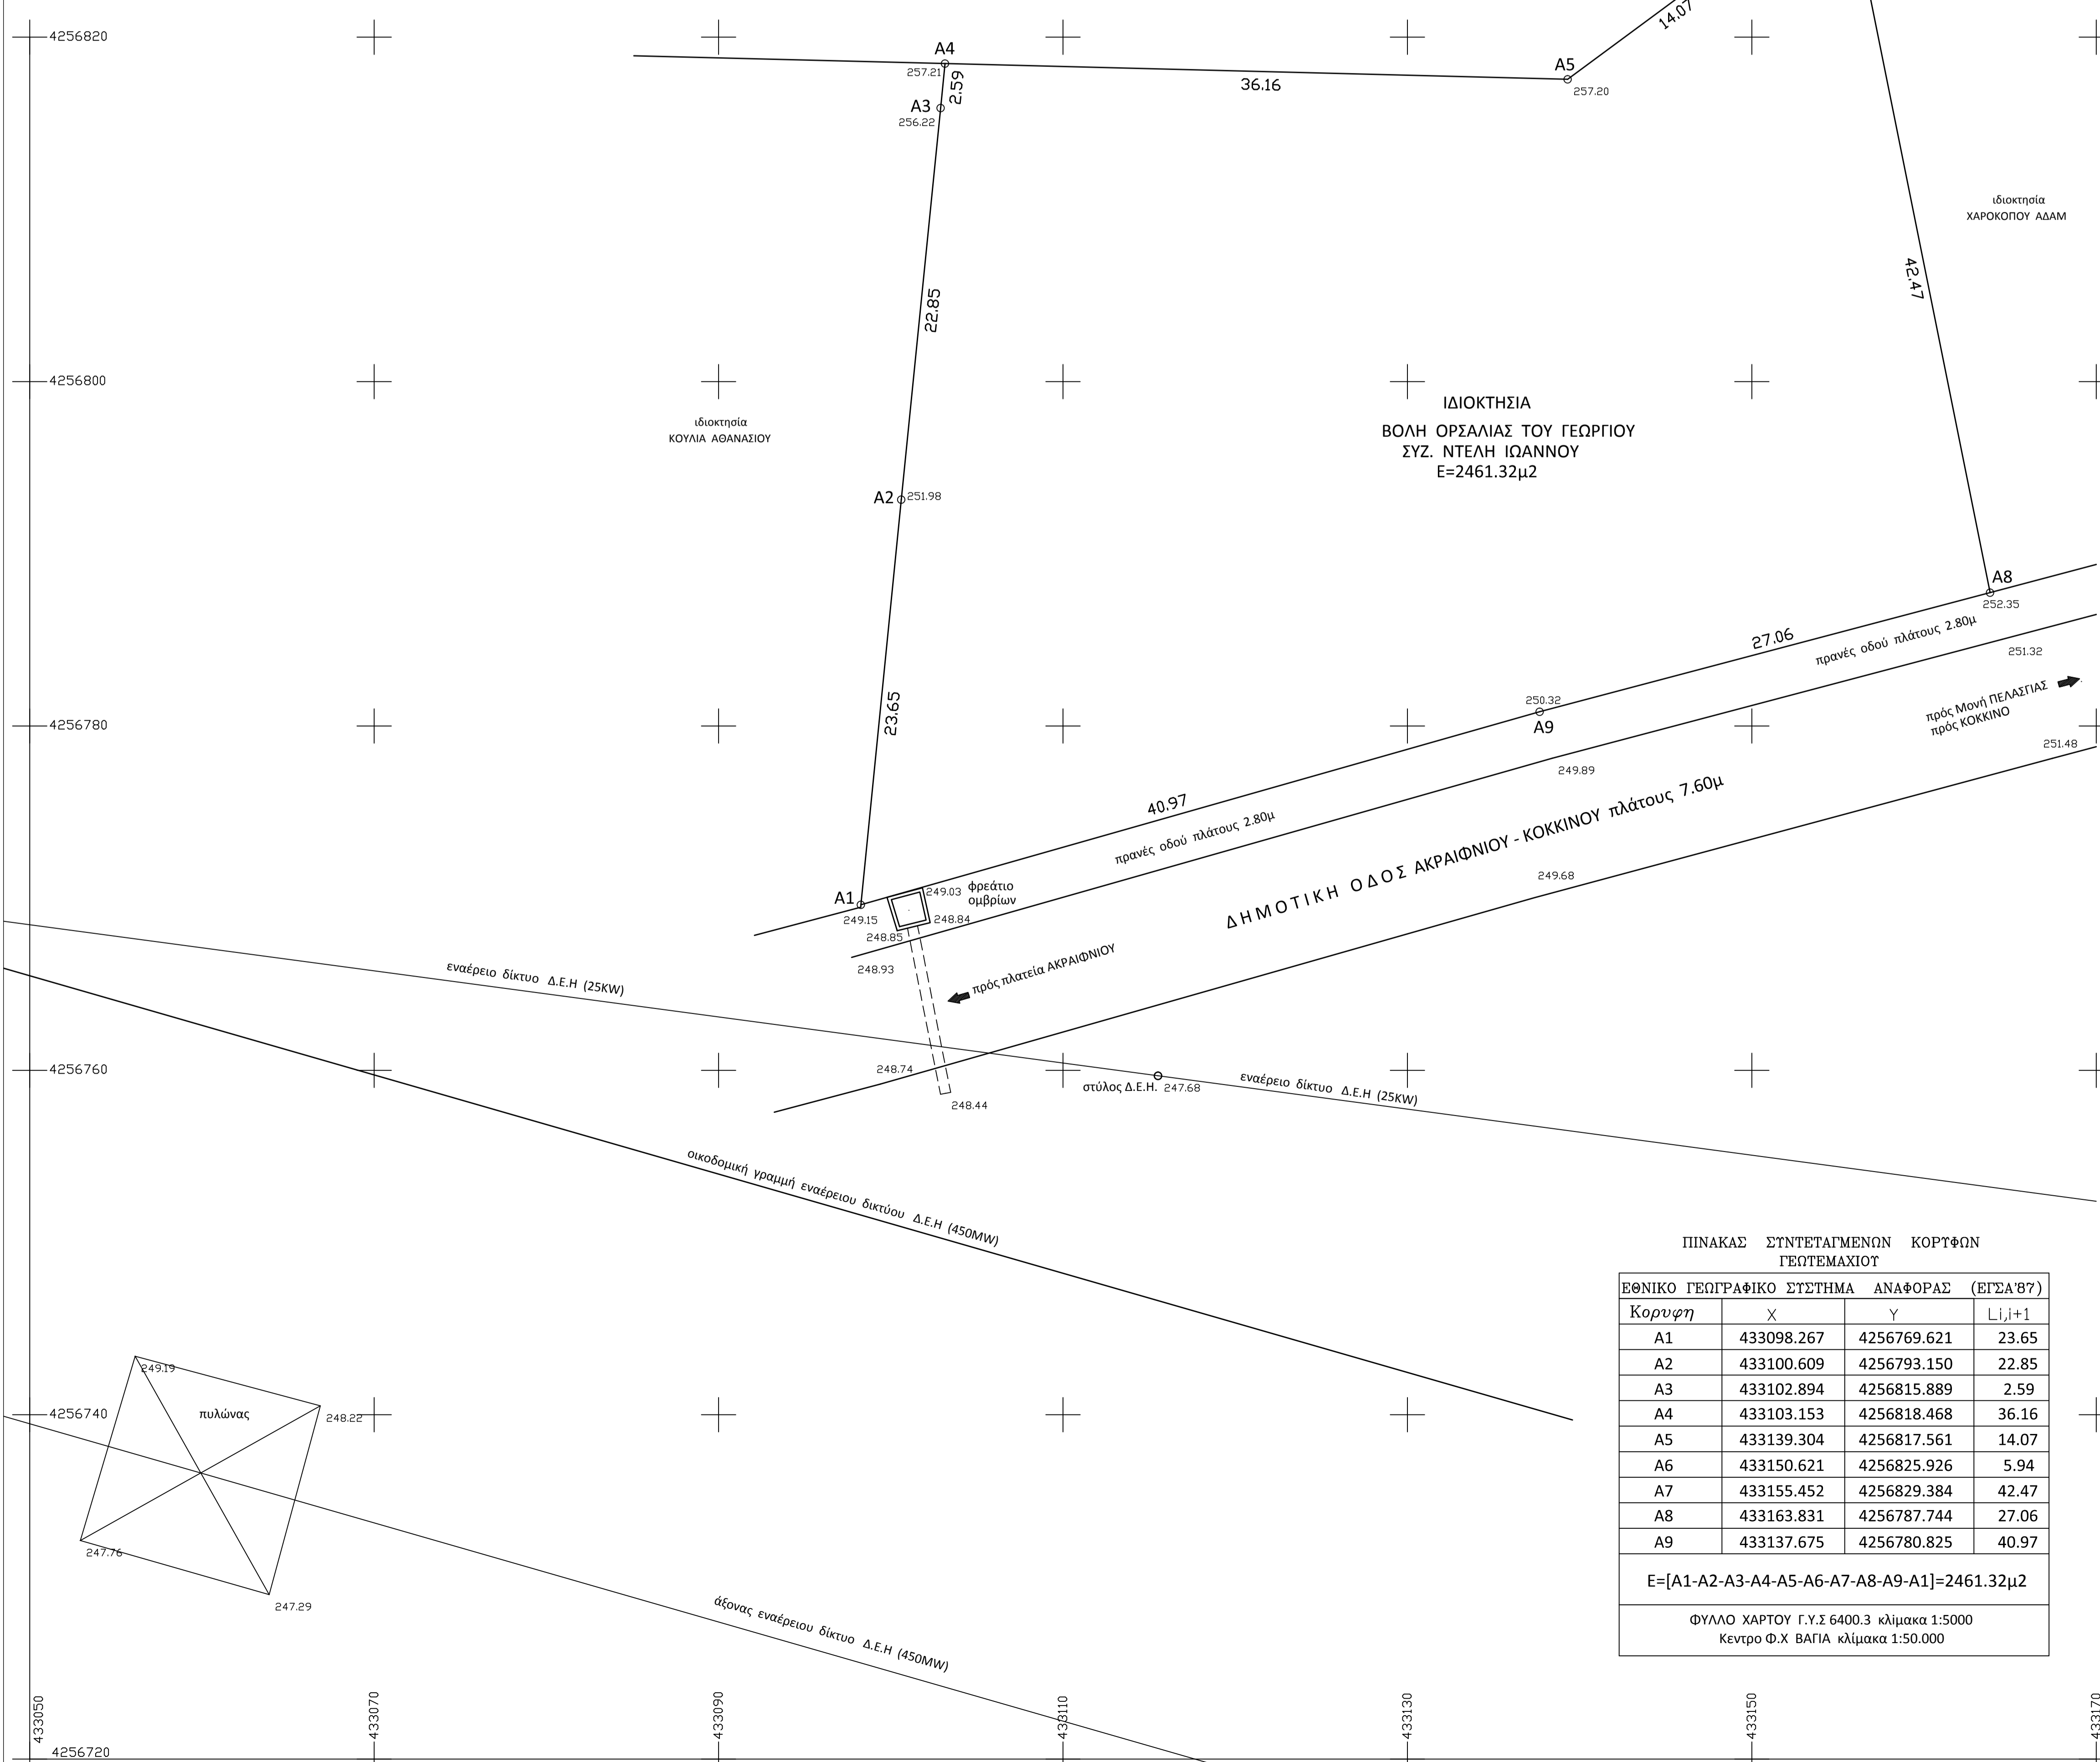 4256820
14.07
A4
257.21
2.59
A3
256.22
36.16
A5
257.20
ιδιοκτησία
ΧΑΡΟΚΟΠΟΥ ΑΔΑΜ
42.47
22.85
4256800
ιδιοκτησία
ΚΟΥΛΙΑ ΑΘΑΝΑΣΙΟΥ
ΙΔΙΟΚΤΗΣΙΑ
ΒΟΛΗ ΟΡΣΑΛΙΑΣ ΤΟΥ ΓΕΩΡΓΙΟΥ
ΣΥΖ. ΝΤΕΛΗ ΙΩΑΝΝΟΥ
Ε=2461.32μ2
A2
251.98
A8
252.35
27.06
πρανές οδού πλάτους 2.80μ
251.32
23.65
250.32
A9
4256780
πρός Μονή ΠΕΛΑΣΓΙΑΣ
πρός ΚΟΚΚΙΝΟ
251.48
249.89
40.97
πρανές οδού πλάτους 2.80μ
ΔΗΜΟΤΙΚΗ ΟΔΟΣ ΑΚΡΑΙΦΝΙΟΥ - ΚΟΚΚΙΝΟΥ πλάτους 7.60μ
249.68
A1
249.15
249.03
φρεάτιο
ομβρίων
248.84
248.85
248.93
πρός πλατεία ΑΚΡΑΙΦΝΙΟΥ
εναέρειο δίκτυο Δ.Ε.Η (25KW)
4256760
248.74
στύλος Δ.Ε.Η. 247.68
εναέρειο δίκτυο Δ.Ε.Η (25KW)
248.44
οικοδομική γραμμή εναέρειου δικτύου Δ.Ε.Η (450MW)
249.19
πυλώνας
248.22
4256740
247.76
247.29
άξονας εναέρειου δίκτυο Δ.Ε.Η (450MW)
ΠΙΝΑΚΑΣ ΣΥΝΤΕΤΑΓΜΕΝΩΝ ΚΟΡΥΦΩΝ
ΓΕΩΤΕΜΑΧΙΟΥ
ΕΘΝΙΚΟ ΓΕΩΓΡΑΦΙΚΟ ΣΥΣΤΗΜΑ ΑΝΑΦΟΡΑΣ (ΕΓΣΑ'87)
Κορυφη X Y Li,i+1
A1 433098.267 4256769.621 23.65
A2 433100.609 4256793.150 22.85
A3 433102.894 4256815.889 2.59
A4 433103.153 4256818.468 36.16
A5 433139.304 4256817.561 14.07
A6 433150.621 4256825.926 5.94
A7 433155.452 4256829.384 42.47
A8 433163.831 4256787.744 27.06
A9 433137.675 4256780.825 40.97
E=[A1-A2-A3-A4-A5-A6-A7-A8-A9-A1]=2461.32μ2
ΦΥΛΛΟ ΧΑΡΤΟΥ Γ.Υ.Σ 6400.3 κλίμακα 1:5000
Κεντρο Φ.Χ ΒΑΓΙΑ κλίμακα 1:50.000
433050
433070
433090
433110
433130
433150
433170
4256720